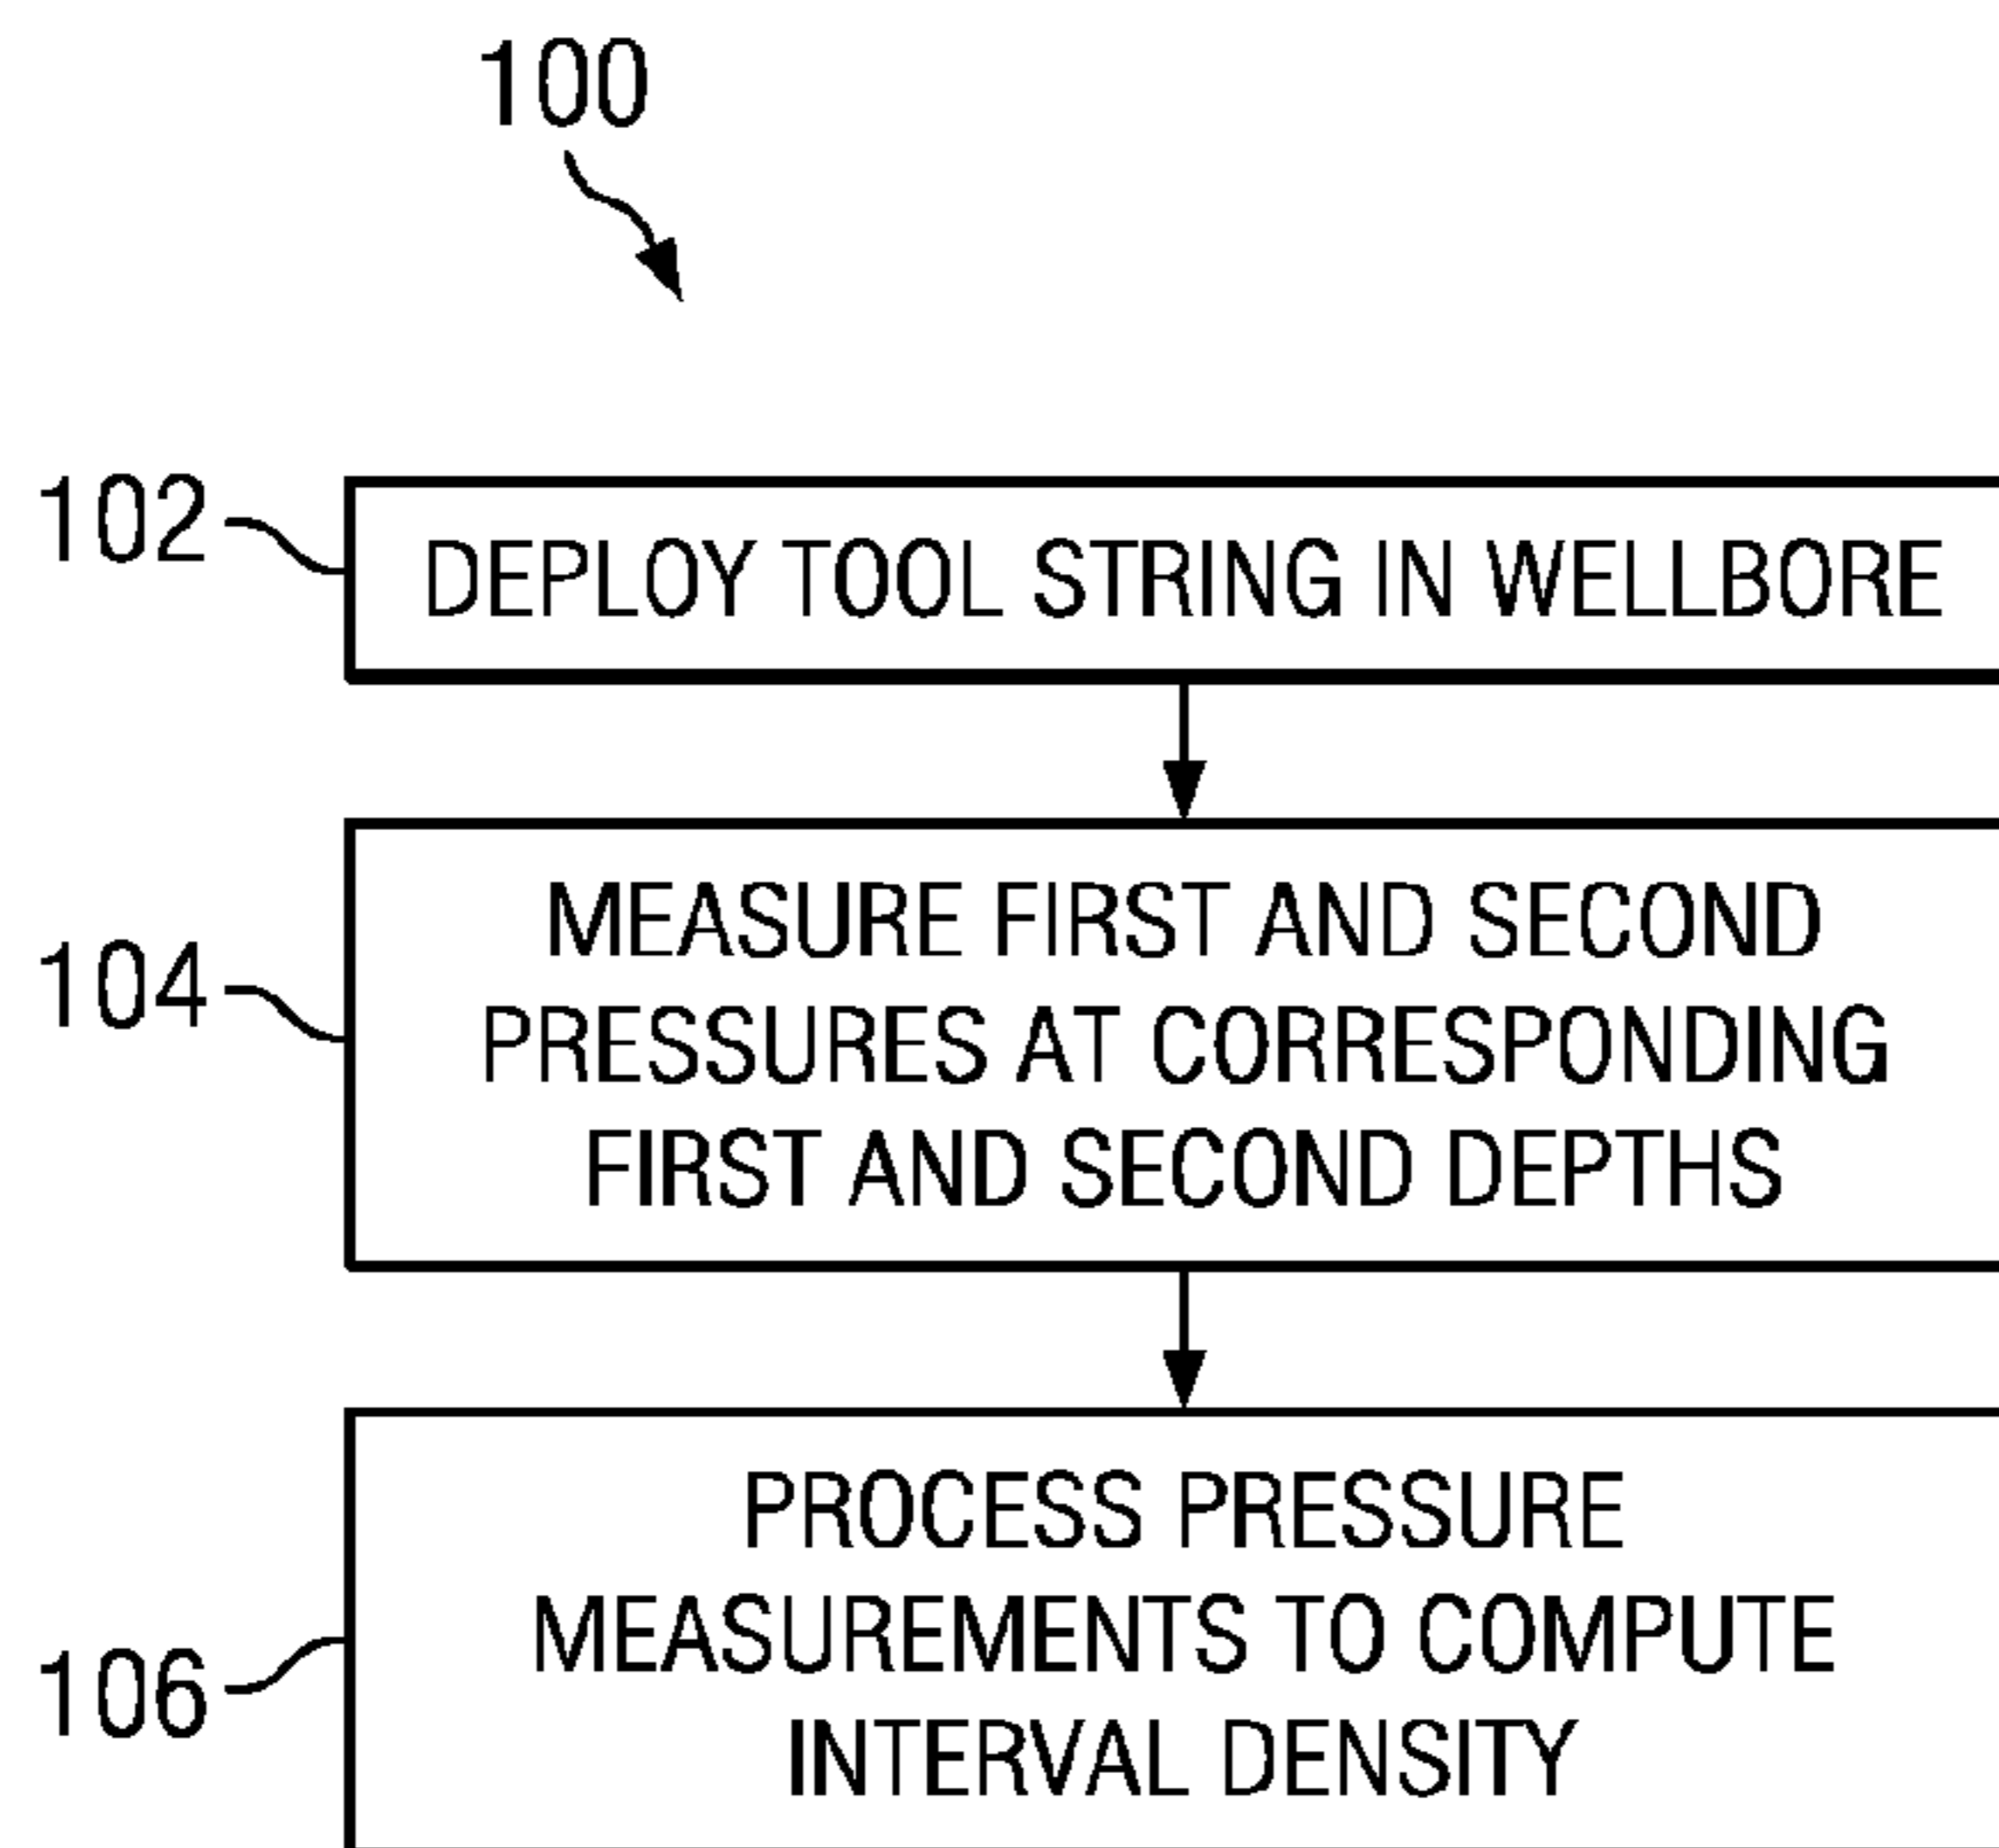 100
102
DEPLOY TOOL STRING IN WELLBORE
104
MEASURE FIRST AND SECOND
PRESSURES AT CORRESPONDING
FIRST AND SECOND DEPTHS
106
PROCESS PRESSURE
MEASUREMENTS TO COMPUTE
INTERVAL DENSITY